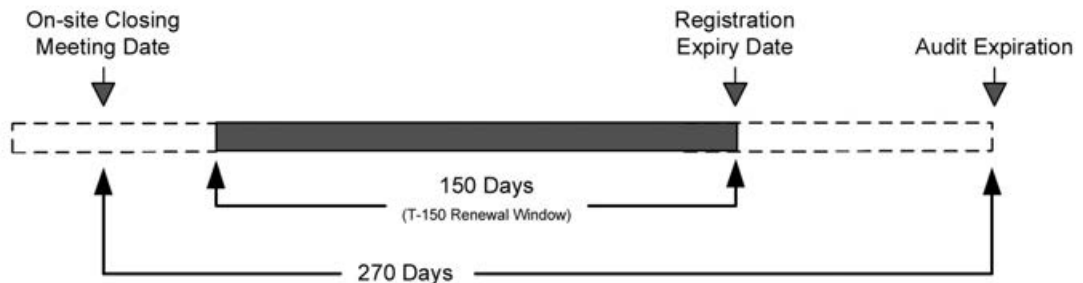 On-site Closing
Meeting Date
Registration
Expiry Date
Audit Expiration
150 Days
(T-150 Renewal Window)
270 Days